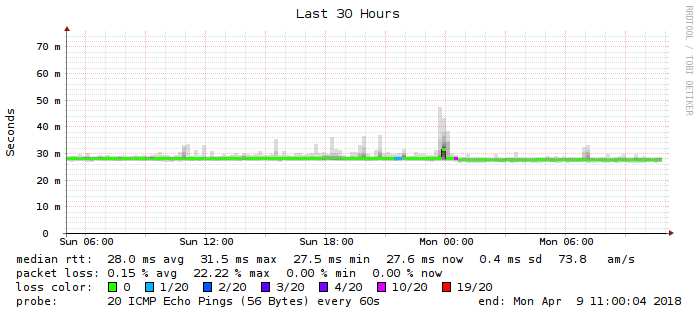 Last 30 Hours
RRDTOOL / TOBI OETIKER
Seconds
70 m
60 m
50 m
40 m
30 m
20 m
10 m
0
Sun 06:00 Sun 12:00 Sun 18:00 Mon 00:00 Mon 06:00
median rtt: 28.0 ms avg 31.5 ms max 27.5 ms min 27.6 ms now 0.4 ms sd 73.8 am/s
packet loss: 0.15 % avg 22.22 % max 0.00 % min 0.00 % now
loss color: 0 1/20 2/20 3/20 4/20 10/20 19/20
probe: 20 ICMP Echo Pings (56 Bytes) every 60s end: Mon Apr 9 11:00:04 2018